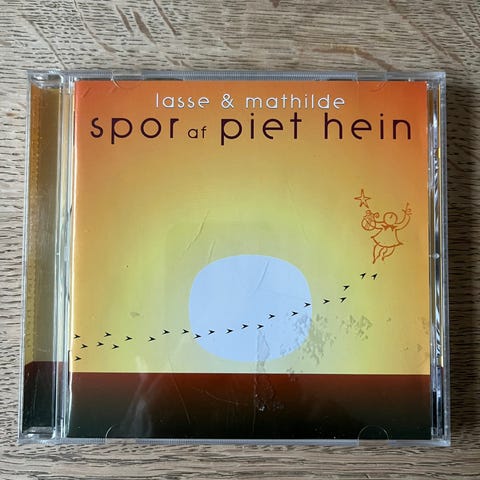 lasse & mathilde
spor af piet hein